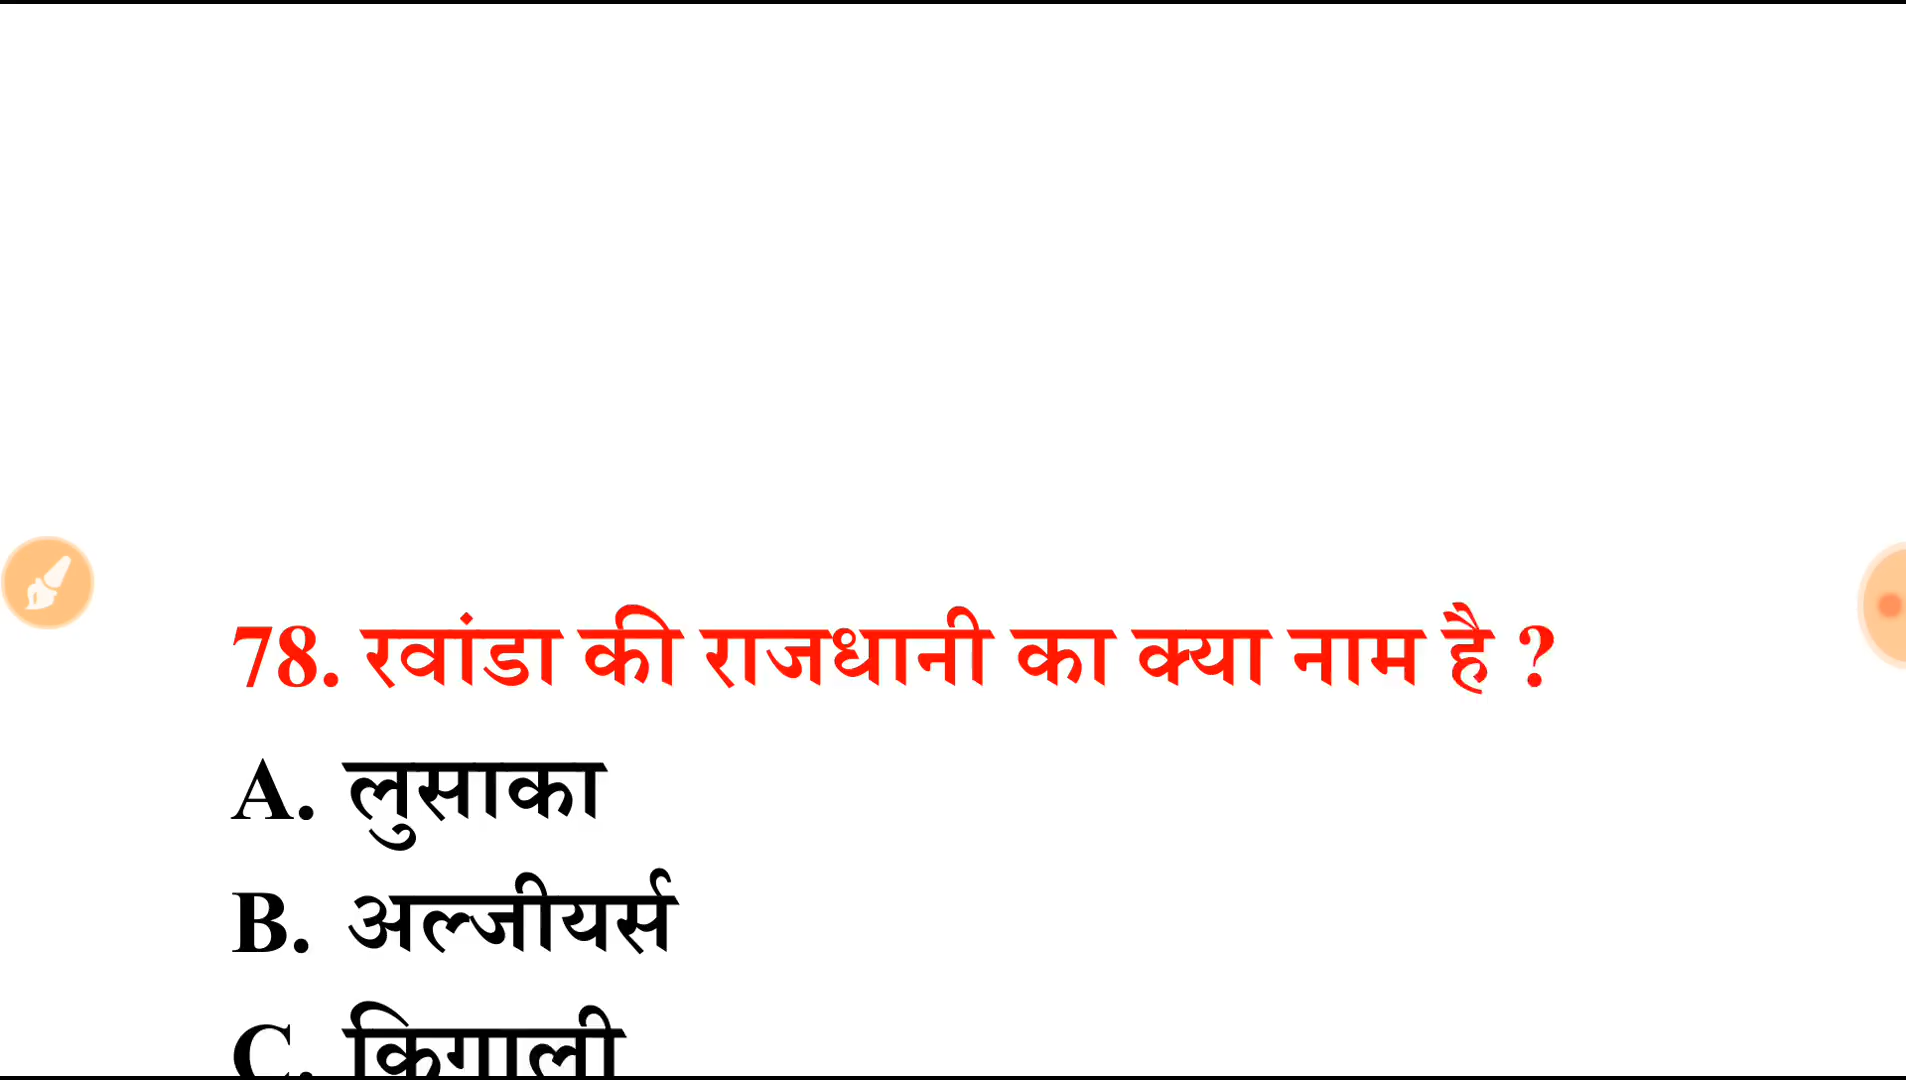 78. रवांडा की राजधानी का क्या नाम है ?
A. लुसाका
B. अल्जीयर्स
C. किगाली